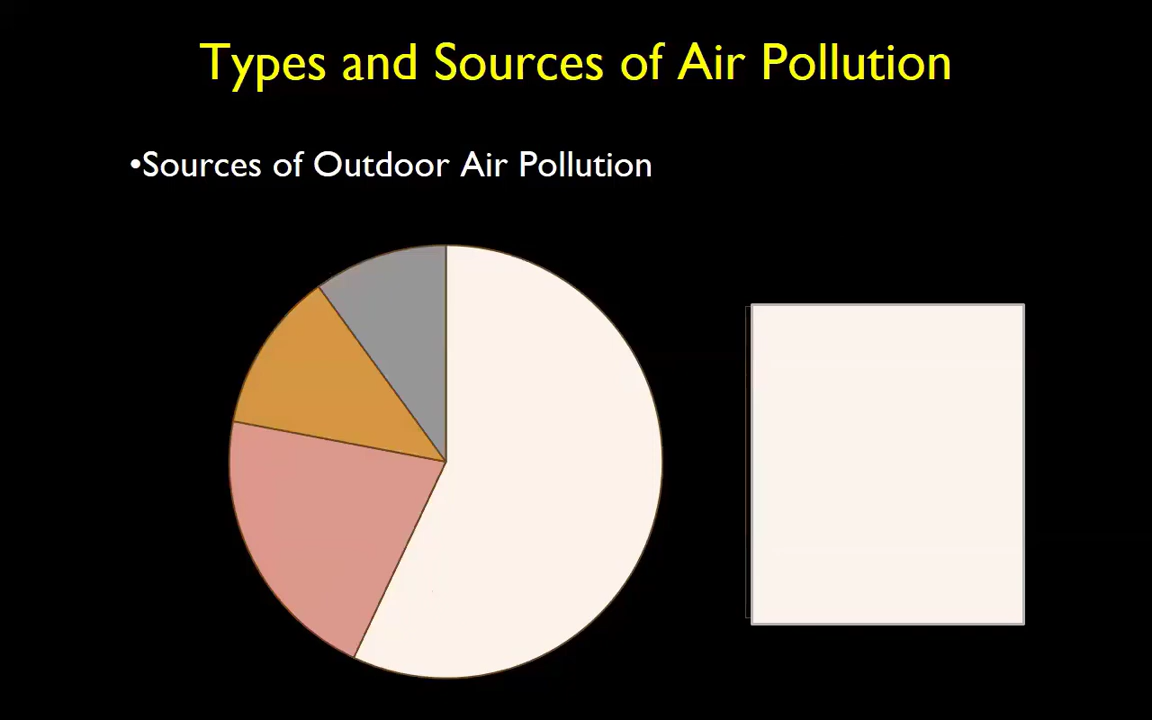 Types and Sources of Air Pollution
•Sources of Outdoor Air Pollution